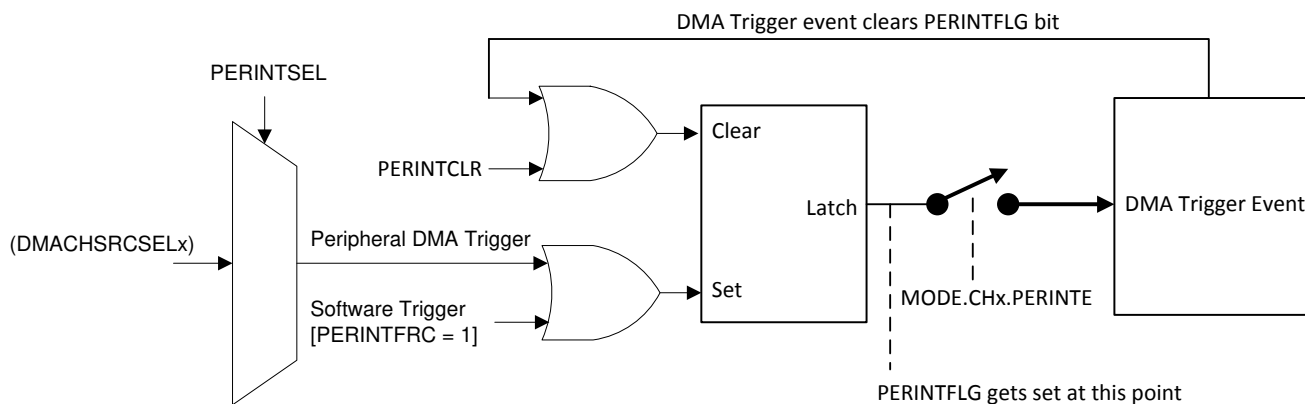 DMA Trigger event clears PERINTFLG bit
PERINTSEL
Clear
PERINTCLR
Latch
DMA Trigger Event
(DMACHSRCSELx)
Peripheral DMA Trigger
Set
MODE.CHx.PERINTE
Software Trigger
[PERINTFRC = 1]
PERINTFLG gets set at this point